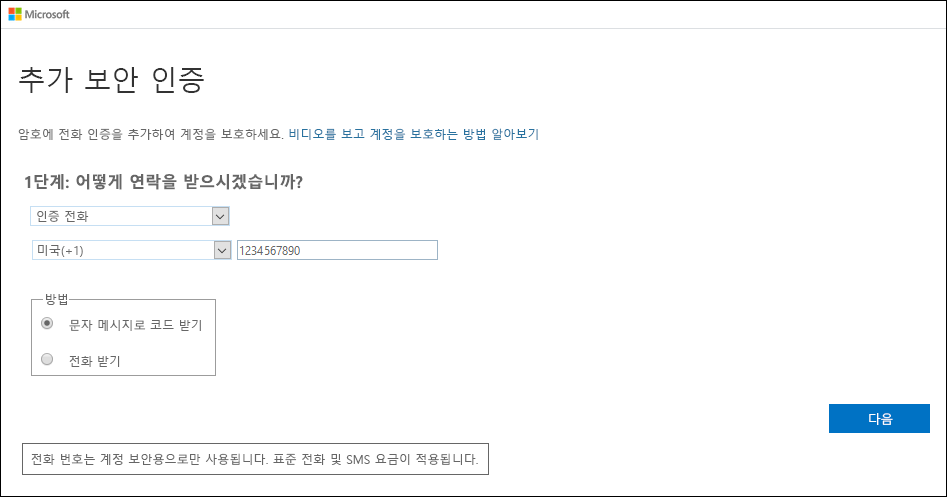 Microsoft
추가 보안 인증
암호에 전화 인증을 추가하여 계정을 보호하세요. 비디오를 보고 계정을 보호하는 방법 알아보기
1단계: 어떻게 연락을 받으시겠습니까?
인증 전화
미국(+1) 1234567890
방법
문자 메시지로 코드 받기
전화 받기
다음
전화 번호는 계정 보안용으로만 사용됩니다. 표준 전화 및 SMS 요금이 적용됩니다.